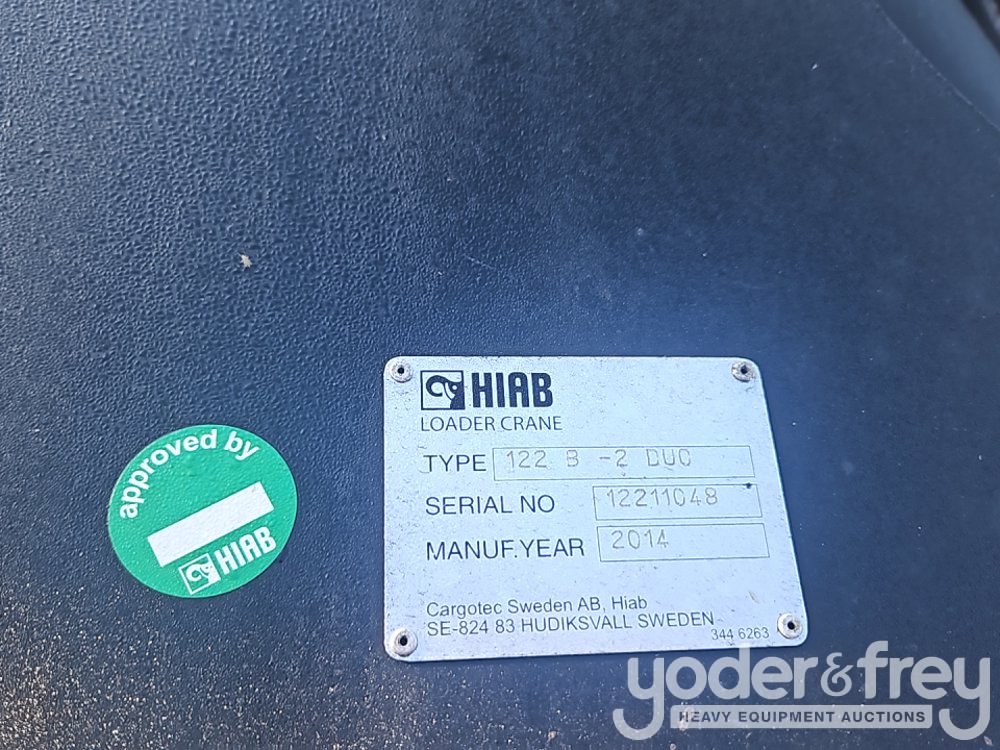 HIAB
LOADER CRANE
TYPE 122 B -2 DUO
SERIAL NO 12211048
MANUF.YEAR 2014
Cargotec Sweden AB, Hiab
SE-824 83 HUDIKSVALL SWEDEN
344 6263
approved by
HIAB
yoder&frey
HEAVY EQUIPMENT AUCTIONS